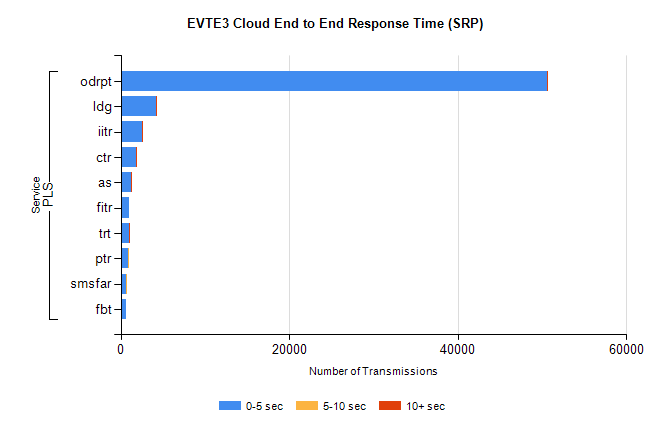 EVTE3 Cloud End to End Response Time (SRP)
Service
PLS
odrpt
ldg
iitr
ctr
as
fitr
trt
ptr
smsfar
fbt
0 20000 40000 60000
Number of Transmissions
0-5 sec 5-10 sec 10+ sec